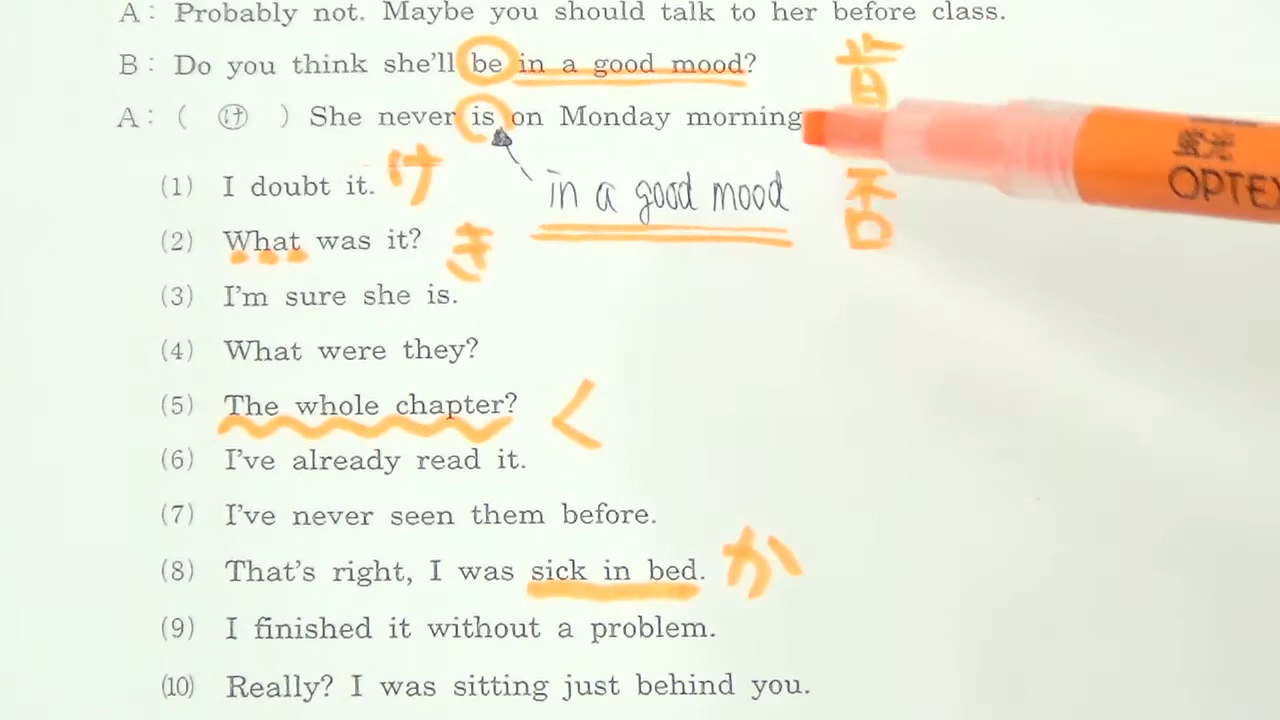 A: Probably not. Maybe you should talk to her before class.
B: Do you think she'll be in a good mood?
A: ( け ) She never is on Monday morning
(1) I doubt it. け
in a good mood
(2) What was it? き
(3) I'm sure she is.
(4) What were they?
(5) The whole chapter? く
(6) I've already read it.
(7) I've never seen them before.
(8) That's right, I was sick in bed. か
(9) I finished it without a problem.
(10) Really? I was sitting just behind you.
肯
否
蛍光
OPTEX